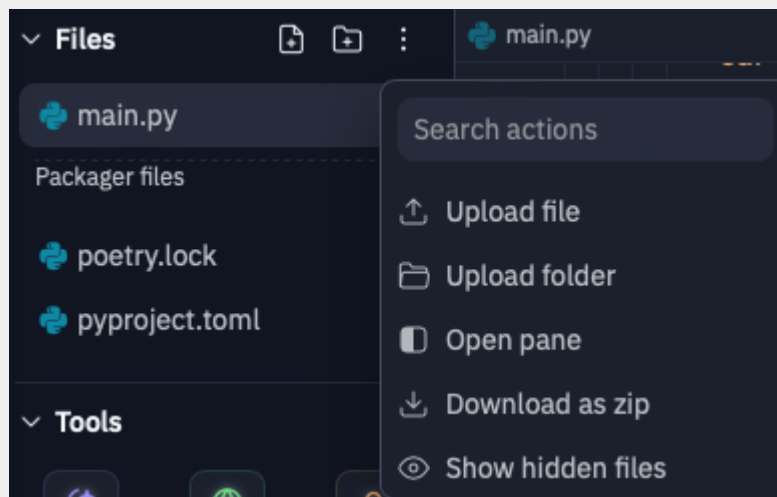 Files
main.py
main.py
Search actions
Packager files
Upload file
poetry.lock
Upload folder
pyproject.toml
Open pane
Tools
Download as zip
Show hidden files